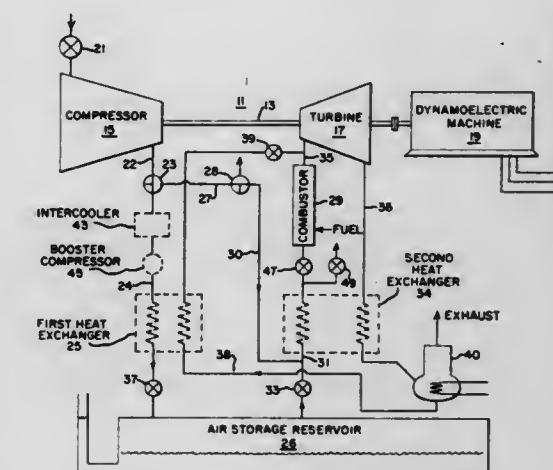 21
COMPRESSOR
15
11
13
TURBINE
17
DYNAMOELECTRIC
MACHINE
19
22
23
39
35
28
27
INTERCOOLER
43
COMBUSTOR
29
36
FUEL
BOOSTER
COMPRESSOR
45
30
47
49
SECOND
HEAT
EXCHANGER
34
24
EXHAUST
FIRST HEAT
EXCHANGER
25
38
31
40
37
33
AIR STORAGE RESERVOIR
26